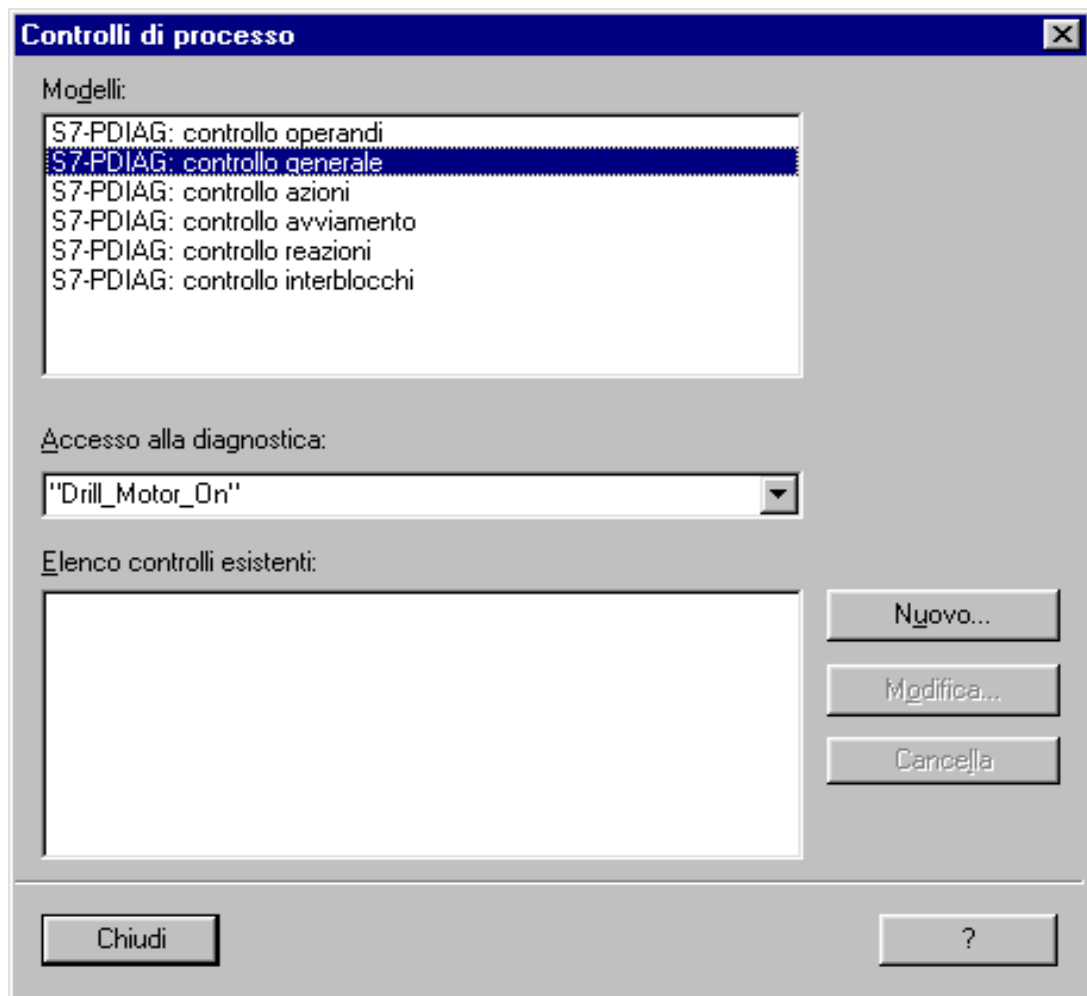 Controlli di processo
Modelli:
S7-PDIAG: controllo operandi
S7-PDIAG: controllo generale
S7-PDIAG: controllo azioni
S7-PDIAG: controllo avviamento
S7-PDIAG: controllo reazioni
S7-PDIAG: controllo interblocchi
Accesso alla diagnostica:
"Drill_Motor_On"
Elenco controlli esistenti:
Nuovo...
Modifica...
Cancella
Chiudi
?